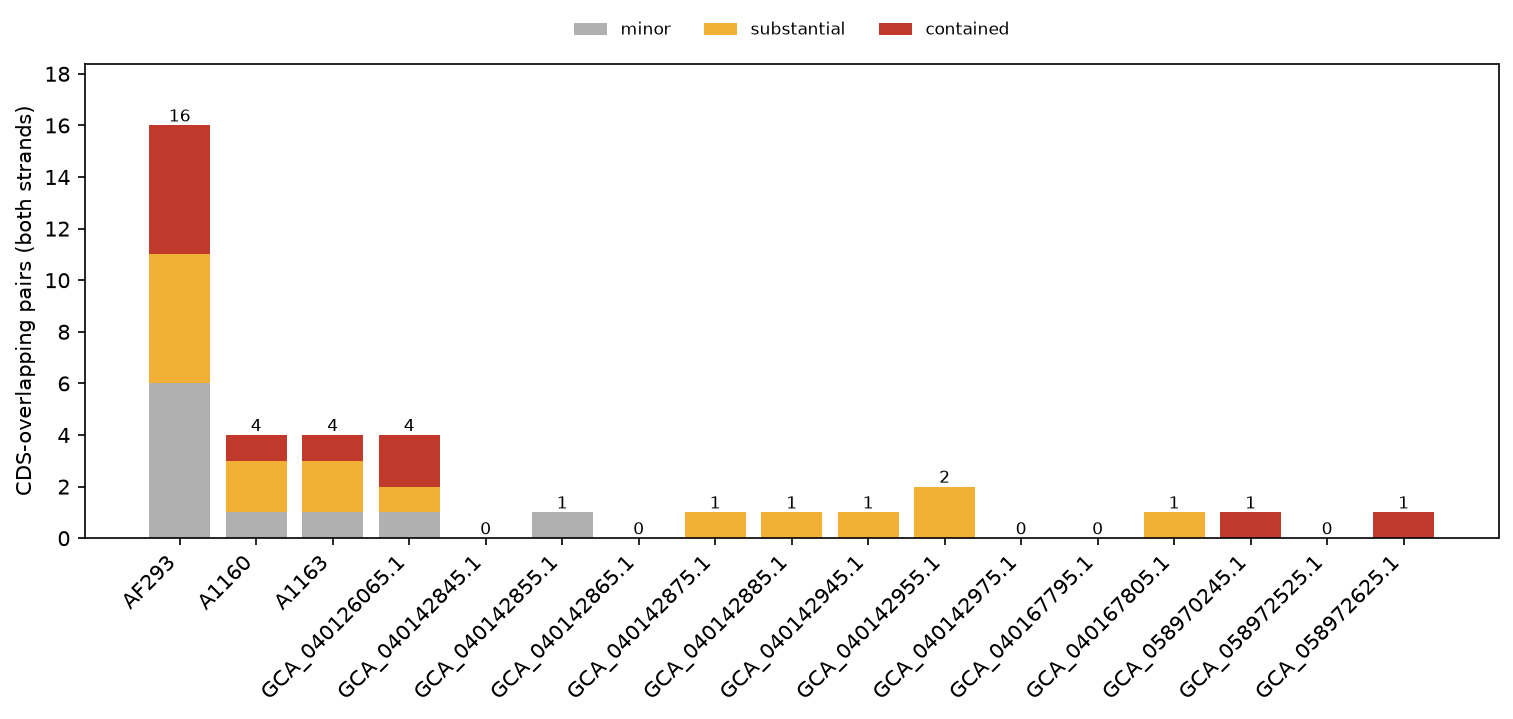 minor substantial contained
CDS-overlapping pairs (both strands)
18
16
14
12
10
8
6
4
2
0
16
4
4
4
0
1
0
1
1
1
2
0
0
1
1
0
1
AF293
A1160
A1163
GCA_040126065.1
GCA_040142845.1
GCA_040142855.1
GCA_040142865.1
GCA_040142875.1
GCA_040142885.1
GCA_040142945.1
GCA_040142955.1
GCA_040142975.1
GCA_040167795.1
GCA_040167805.1
GCA_058970245.1
GCA_058972525.1
GCA_058972625.1